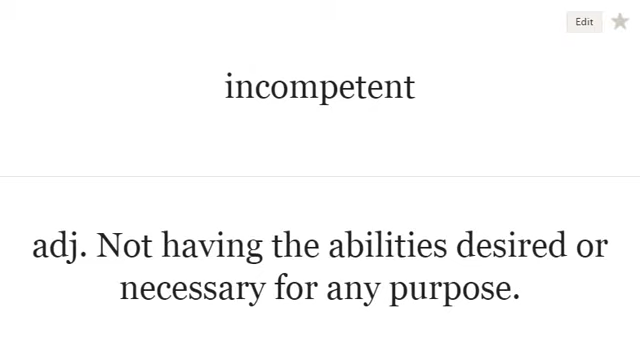 Edit
incompetent
adj. Not having the abilities desired or
necessary for any purpose.